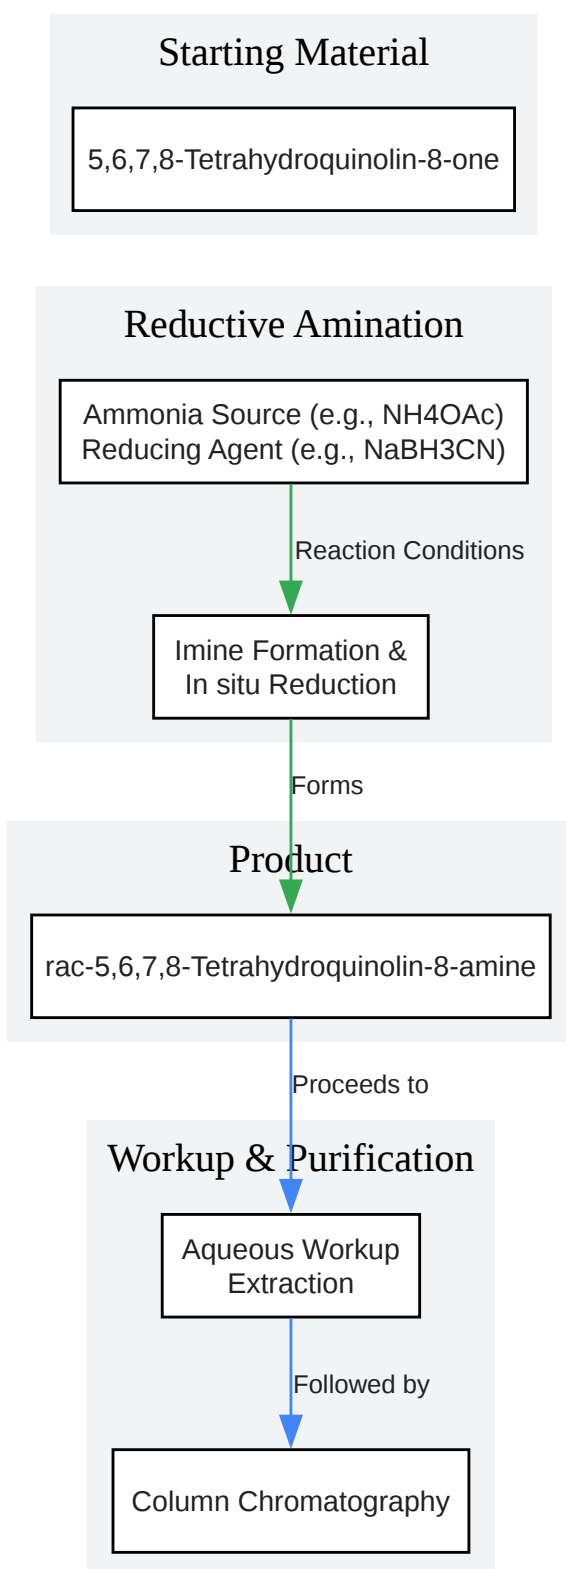 Starting Material
5,6,7,8-Tetrahydroquinolin-8-one
Reductive Amination
Ammonia Source (e.g., NH4OAc)
Reducing Agent (e.g., NaBH3CN)
Reaction Conditions
Imine Formation &
In situ Reduction
Forms
Product
rac-5,6,7,8-Tetrahydroquinolin-8-amine
Proceeds to
Workup & Purification
Aqueous Workup
Extraction
Followed by
Column Chromatography